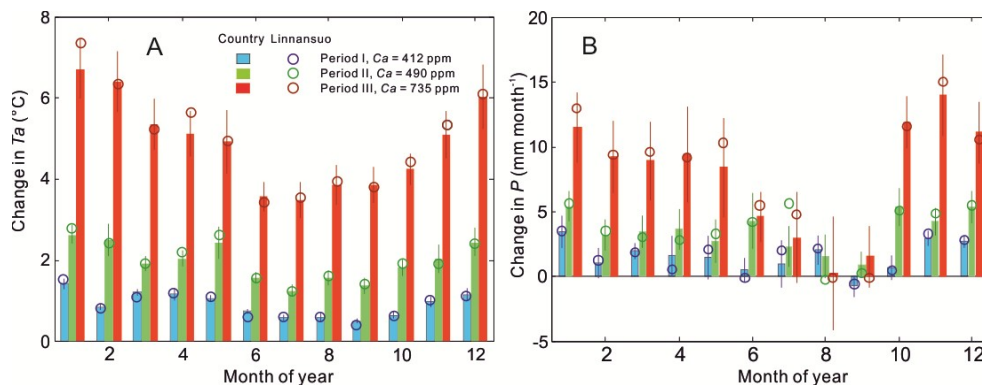 A
Country Linnansuo
Period I, Ca = 412 ppm
Period II, Ca = 490 ppm
Period III, Ca = 735 ppm
Change in Ta (°C)
8
6
4
2
0
2 4 6 8 10 12
Month of year
B
Change in P (mm month⁻¹)
20
15
10
5
0
-5
2 4 6 8 10 12
Month of year